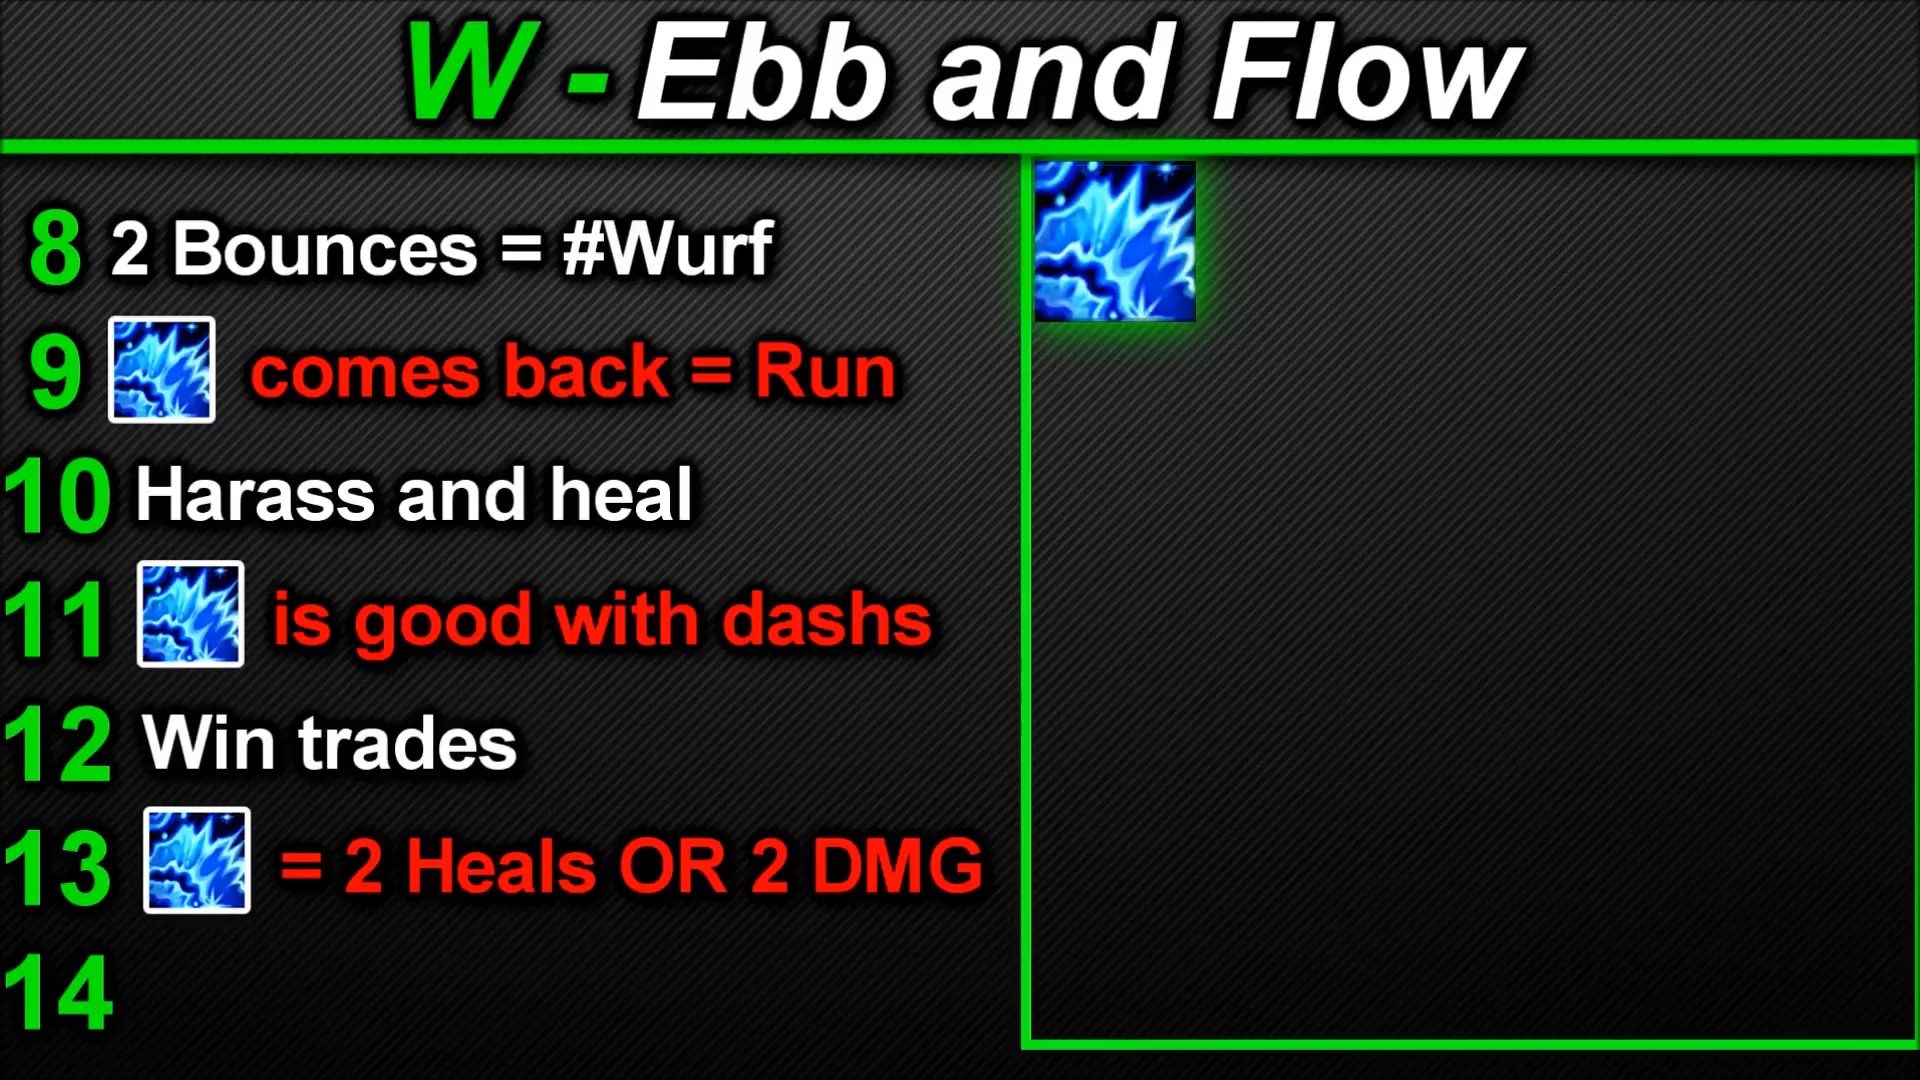 W - Ebb and Flow
8 2 Bounces = #Wurf
9 comes back = Run
10 Harass and heal
11 is good with dashs
12 Win trades
13 = 2 Heals OR 2 DMG
14